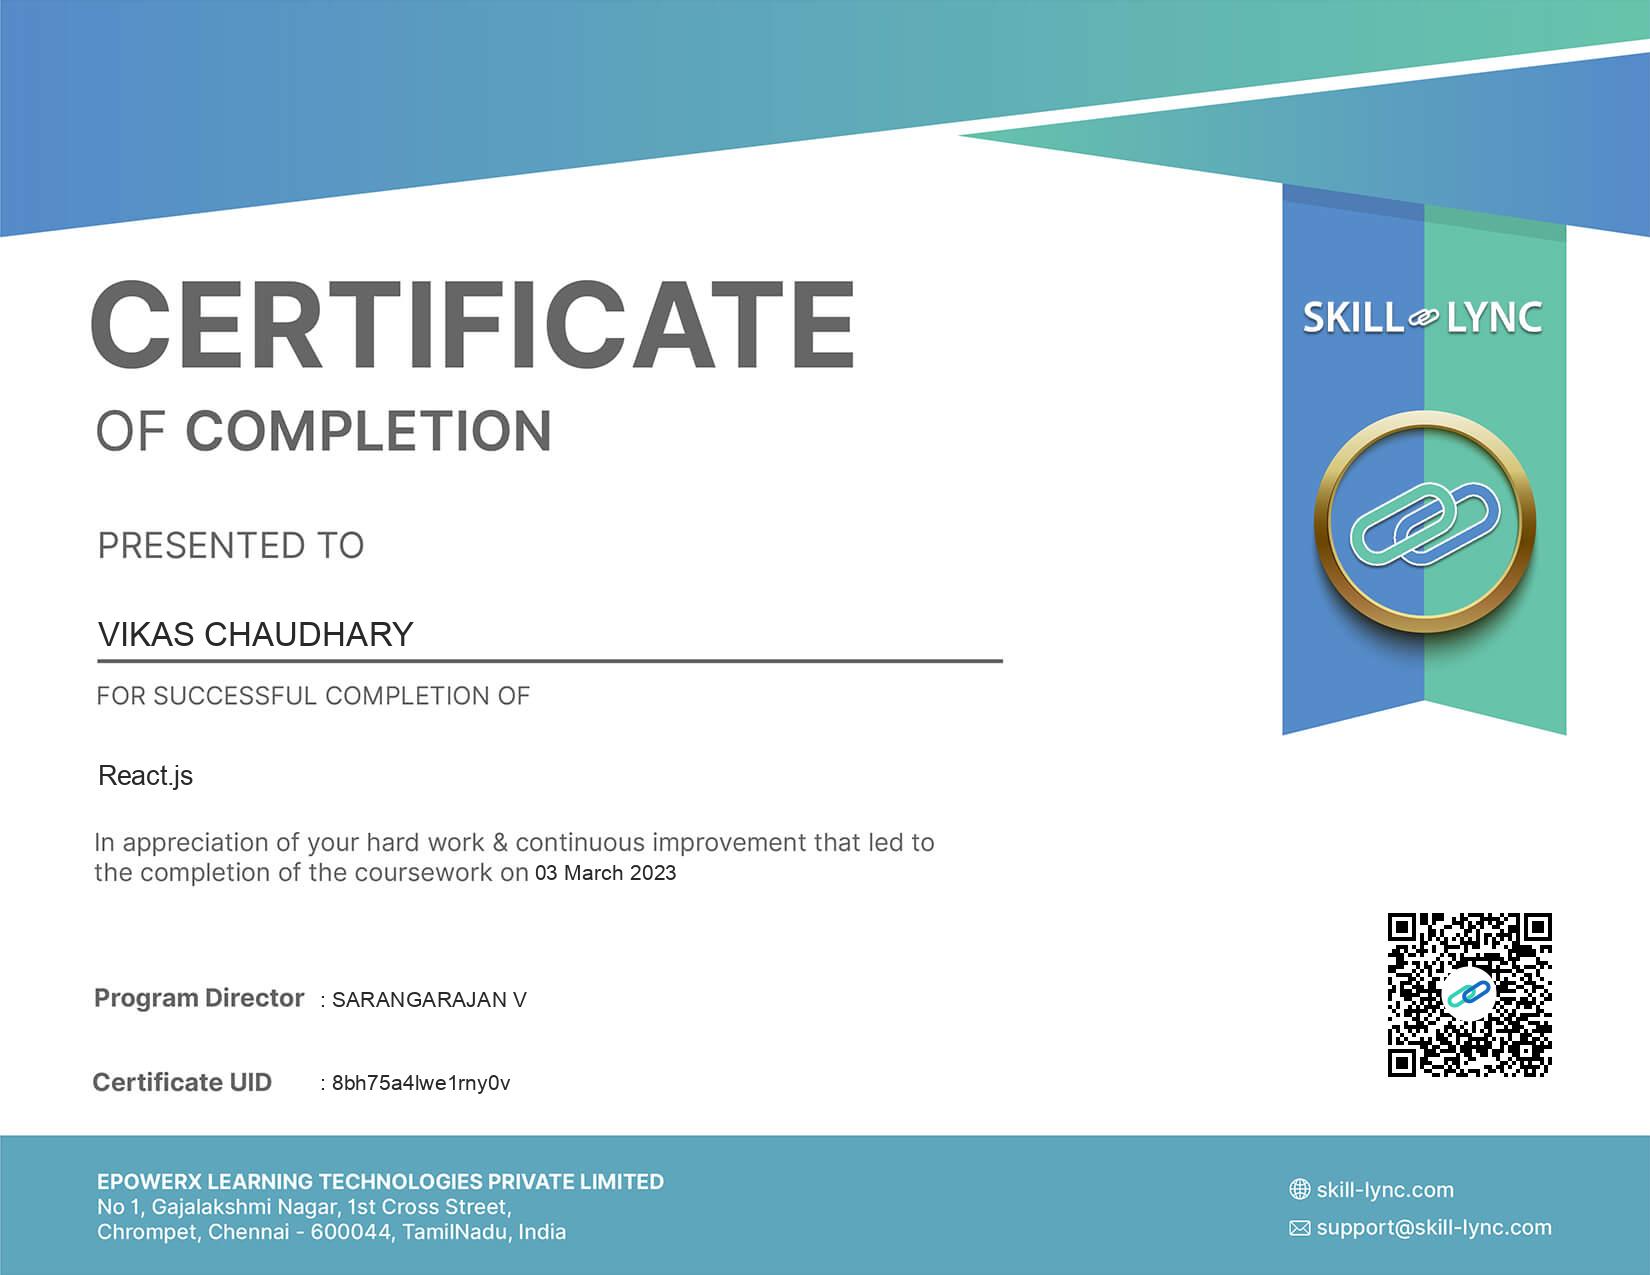 SKILL LYNC
CERTIFICATE
OF COMPLETION
PRESENTED TO
VIKAS CHAUDHARY
FOR SUCCESSFUL COMPLETION OF
React.js
In appreciation of your hard work & continuous improvement that led to
the completion of the coursework on 03 March 2023
Program Director : SARANGARAJAN V
Certificate UID : 8bh75a4lwe1rny0v
EPOWERX LEARNING TECHNOLOGIES PRIVATE LIMITED
No 1, Gajalakshmi Nagar, 1st Cross Street,
Chrompet, Chennai - 600044, TamilNadu, India
skill-lync.com
support@skill-lync.com